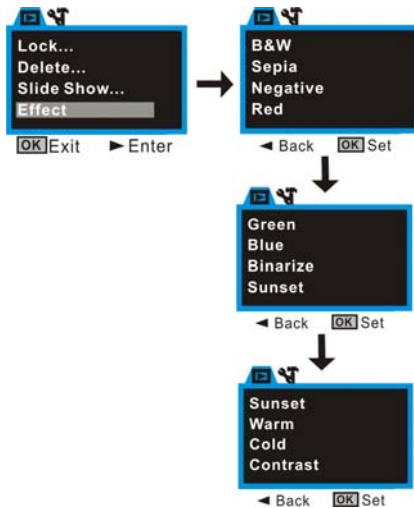 Lock...
Delete...
Slide Show...
Effect
OK Exit ► Enter
B&W
Sepia
Negative
Red
◄ Back OK Set
Green
Blue
Binarize
Sunset
◄ Back OK Set
Sunset
Warm
Cold
Contrast
◄ Back OK Set